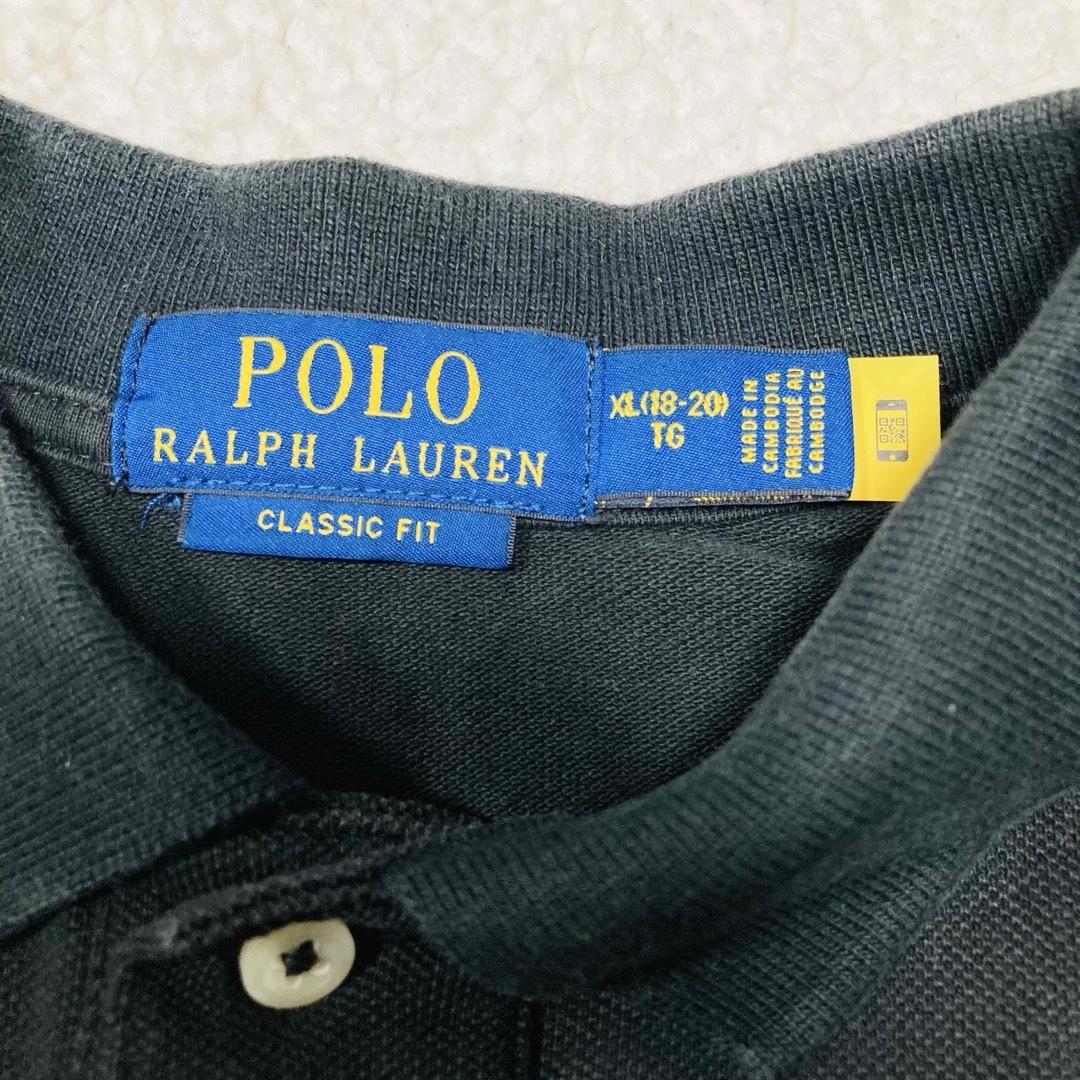 POLO
RALPH LAUREN
CLASSIC FIT
XL(18-20)
TG
MADE IN
CAMBODIA
FABRIQUÉ AU
CAMBODGE